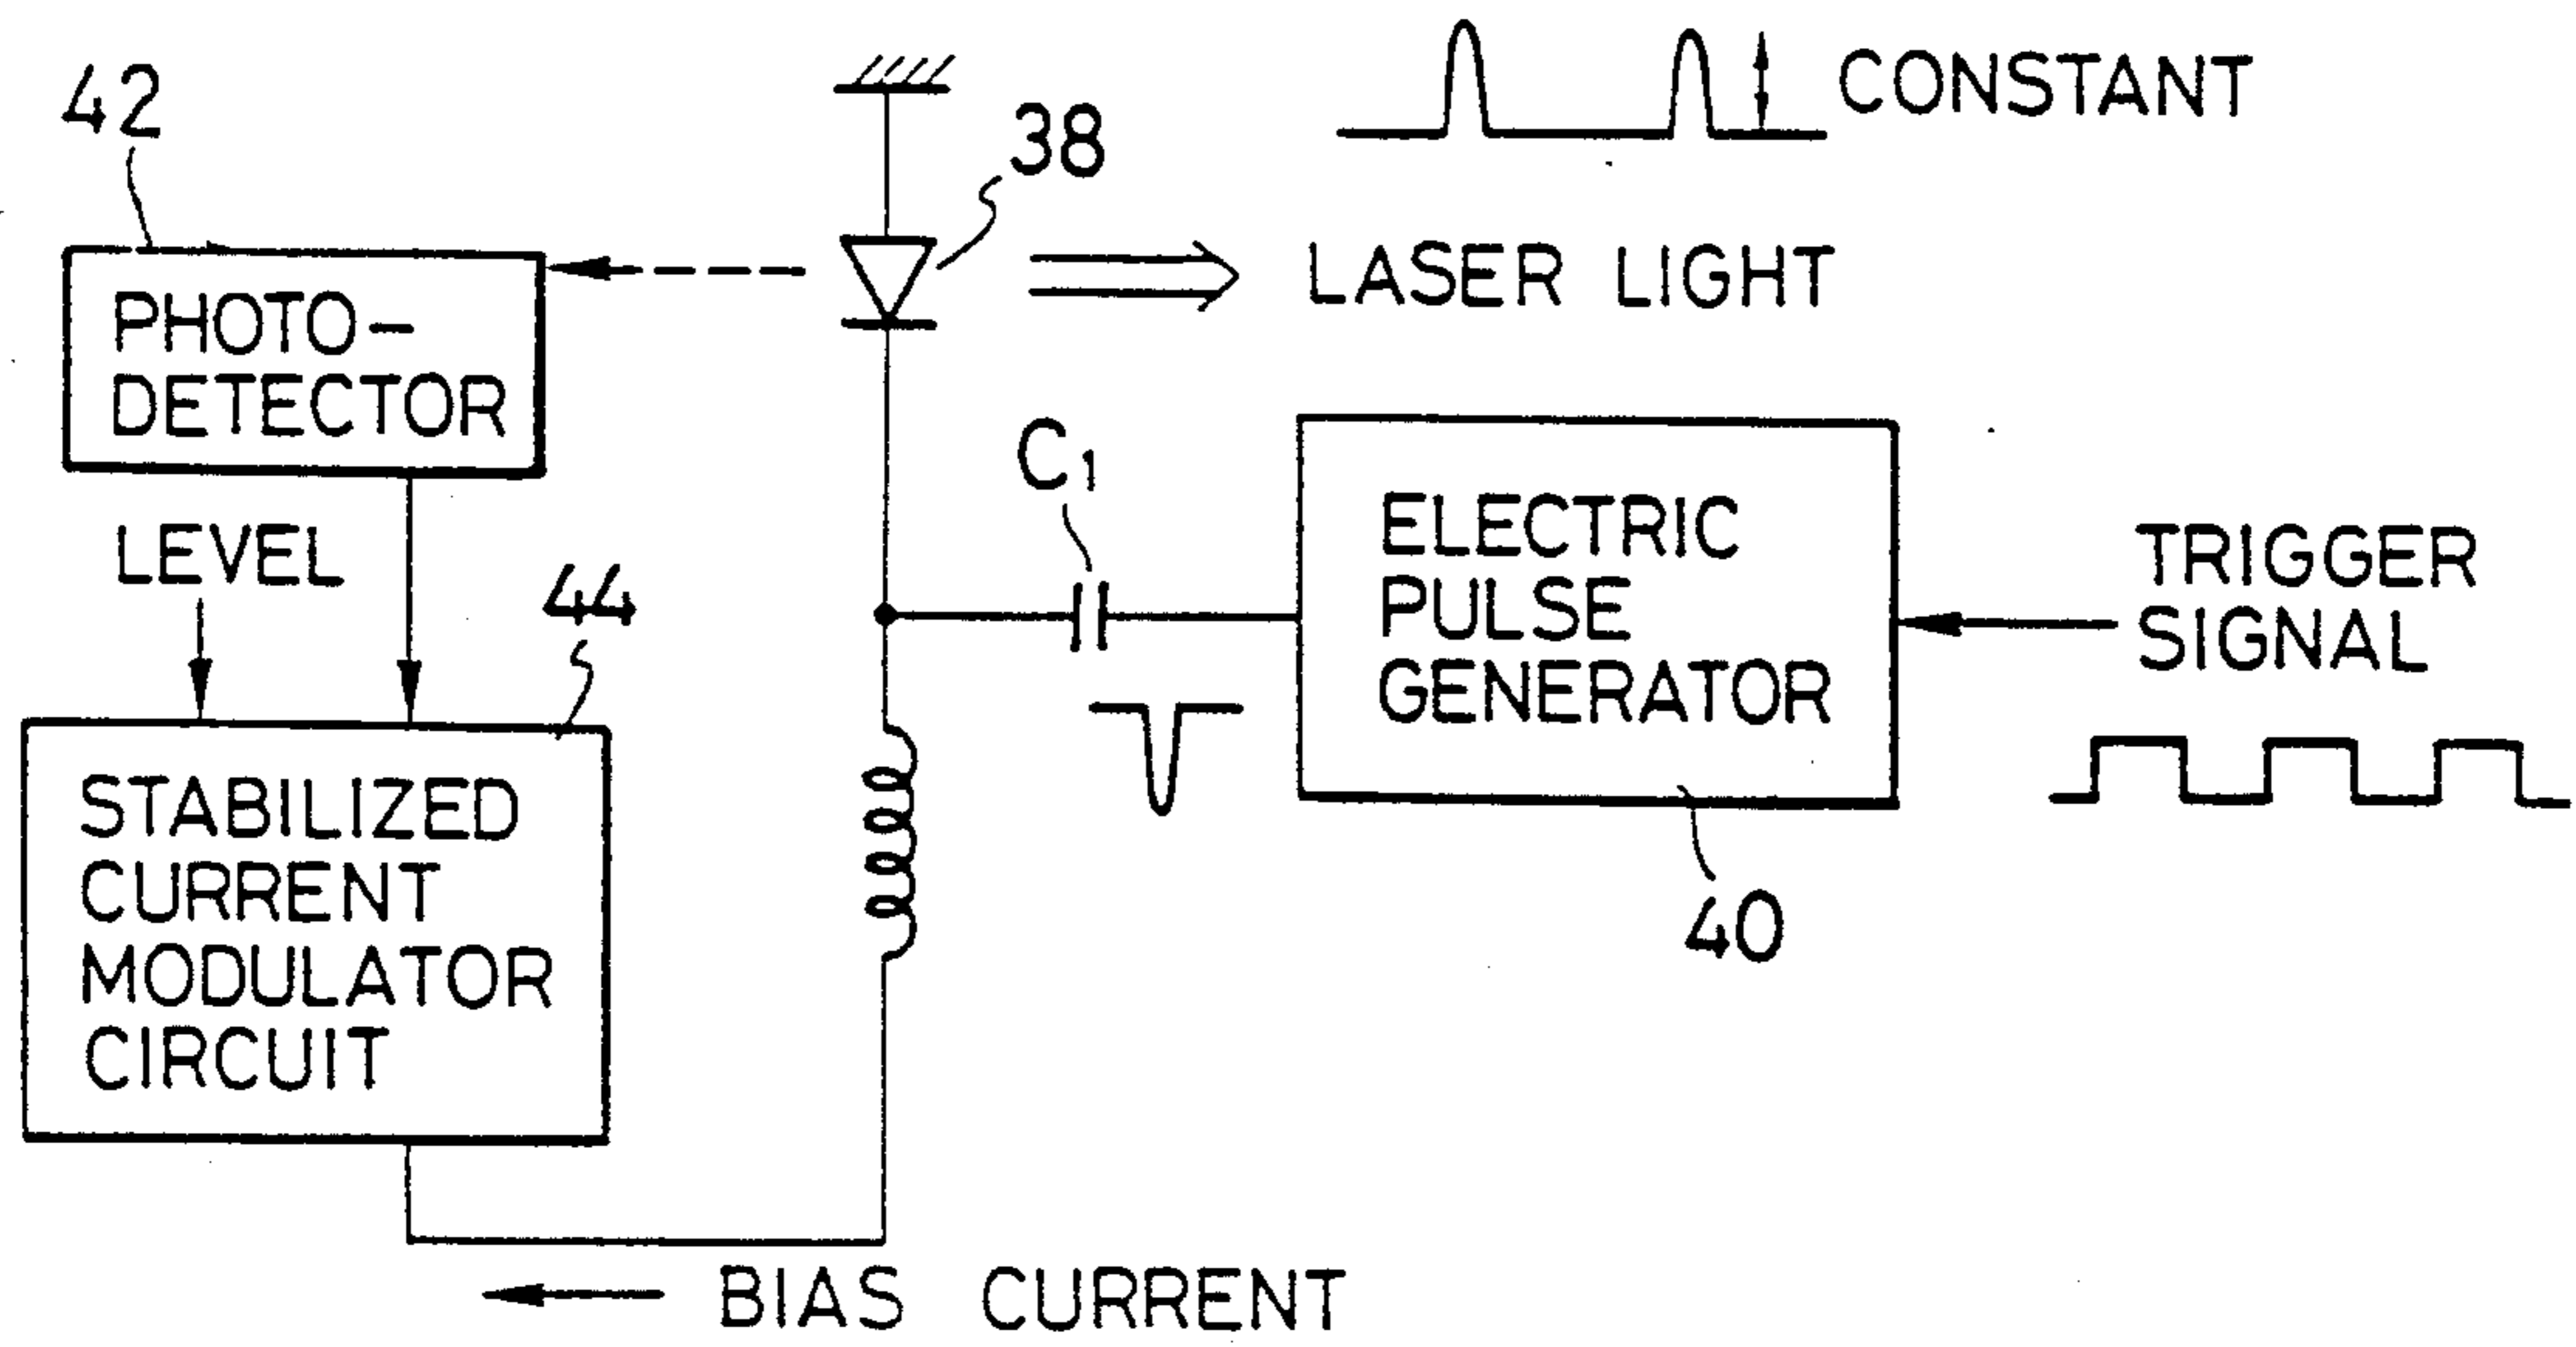 CONSTANT
42
38
LASER LIGHT
PHOTO-
DETECTOR
C1
LEVEL
44
ELECTRIC
PULSE
GENERATOR
TRIGGER
SIGNAL
STABILIZED
CURRENT
MODULATOR
CIRCUIT
40
BIAS CURRENT